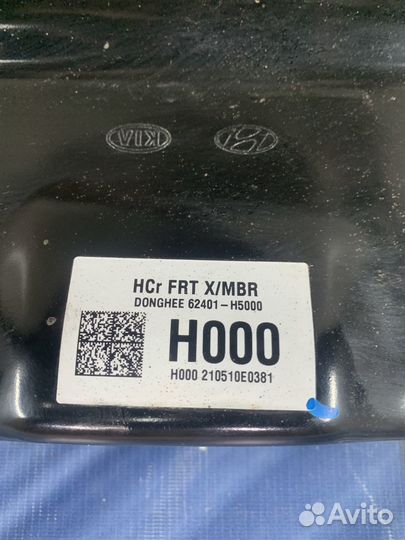 KIA
HCr FRT X/MBR
DONGHEE 62401-H5000
H000
H000 210510E0381
Avito